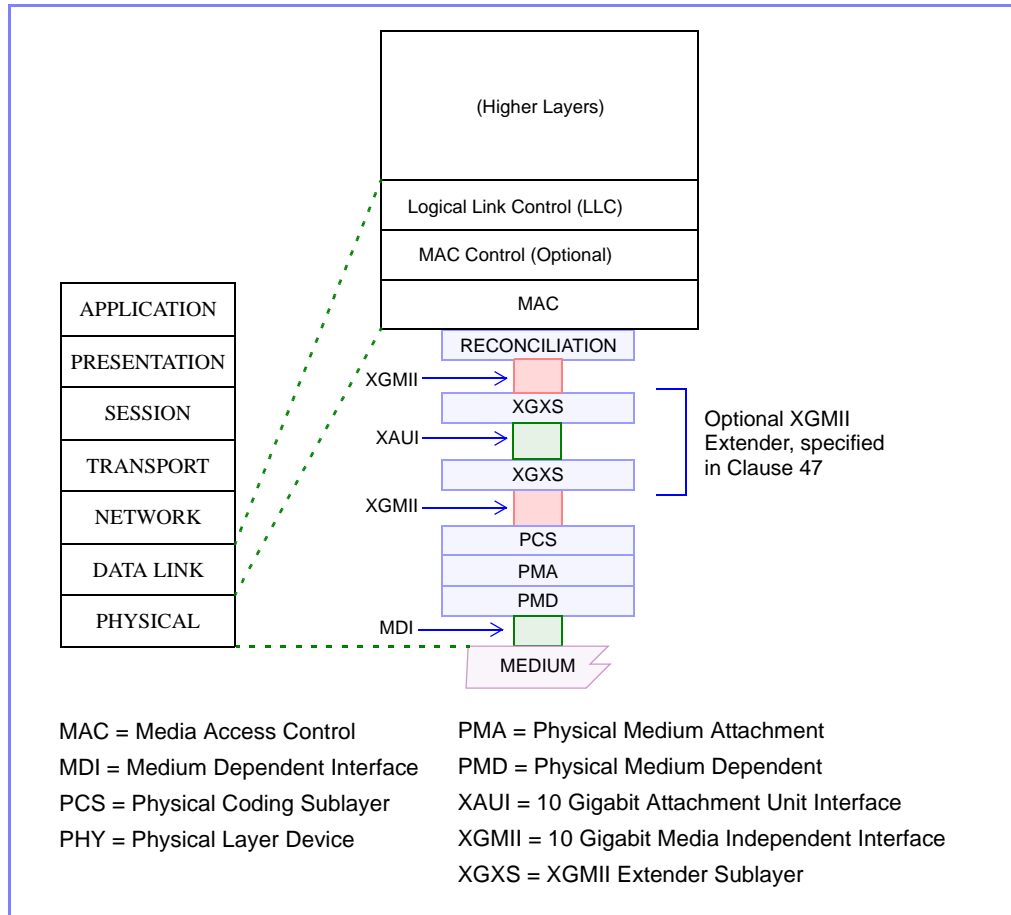 (Higher Layers)
Logical Link Control (LLC)
MAC Control (Optional)
MAC
APPLICATION
PRESENTATION
SESSION
TRANSPORT
NETWORK
DATA LINK
PHYSICAL
RECONCILIATION
XGMII
XGXS
XAUI
XGXS
XGMII
PCS
PMA
PMD
MDI
MEDIUM
Optional XGMII
Extender, specified
in Clause 47
MAC = Media Access Control
MDI = Medium Dependent Interface
PCS = Physical Coding Sublayer
PHY = Physical Layer Device
PMA = Physical Medium Attachment
PMD = Physical Medium Dependent
XAUI = 10 Gigabit Attachment Unit Interface
XGMII = 10 Gigabit Media Independent Interface
XGXS = XGMII Extender Sublayer